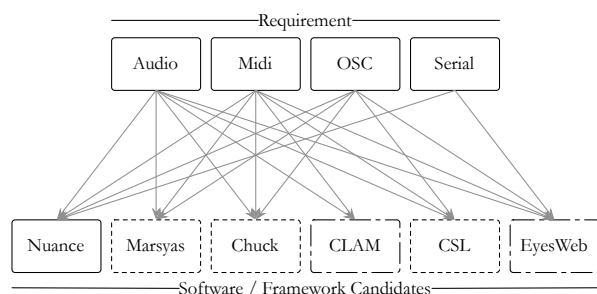 Requirement
Audio Midi OSC Serial
Nuance Marsyas Chuck CLAM CSL EyesWeb
Software / Framework Candidates